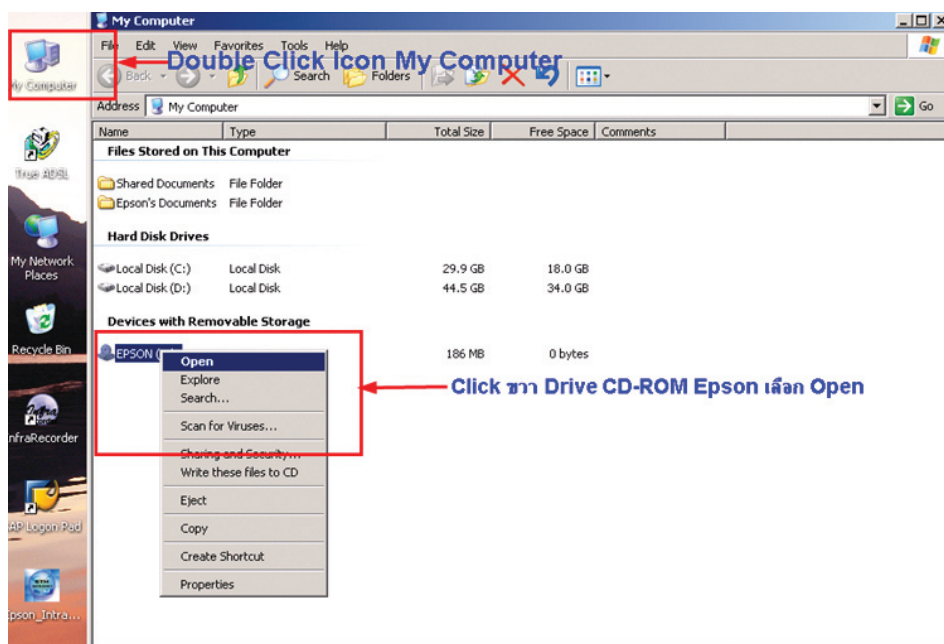 My Computer
File Edit View Favorites Tools Help
Double Click Icon My Computer
Back Search Folders
Address My Computer Go
Name Type Total Size Free Space Comments
Files Stored on This Computer
Shared Documents File Folder
Epson's Documents File Folder
Hard Disk Drives
Local Disk (C:) Local Disk 29.9 GB 18.0 GB
Local Disk (D:) Local Disk 44.5 GB 34.0 GB
Devices with Removable Storage
EPSON 186 MB 0 bytes
Open
Explore
Search...
Scan for Viruses...
Sharing and Security...
Write these files to CD
Eject
Copy
Create Shortcut
Properties
Click ขวา Drive CD-ROM Epson เลือก Open
My Computer
True ADSL
My Network
Places
Recycle Bin
nfraRecorder
AP Logon Pad
pson_Intra...